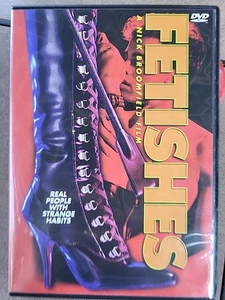 DVD
FETISHES
A NICK BROOMFIELD FILM
REAL
PEOPLE
WITH
STRANGE
HABITS